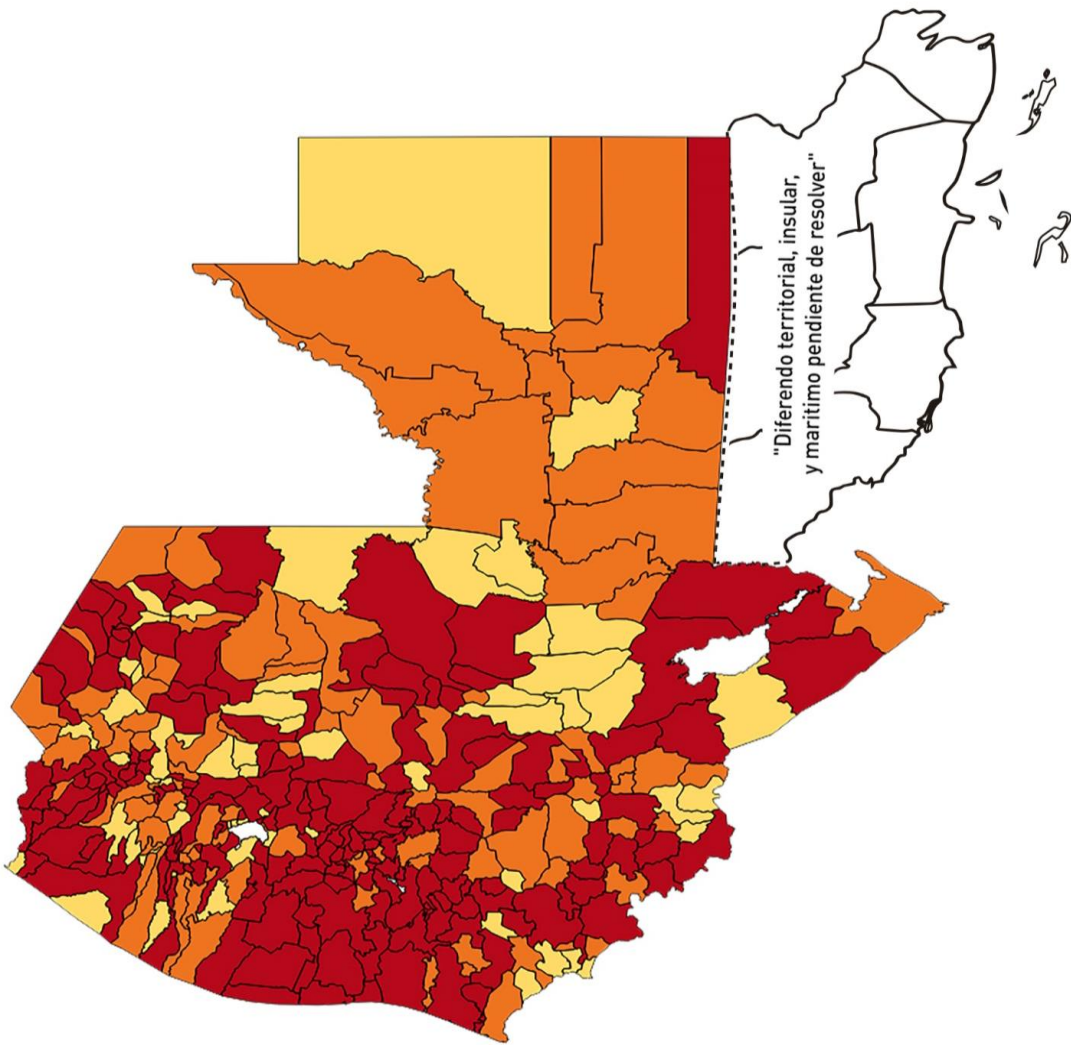 "Diferendo territorial, insular,
y marítimo pendiente de resolver"